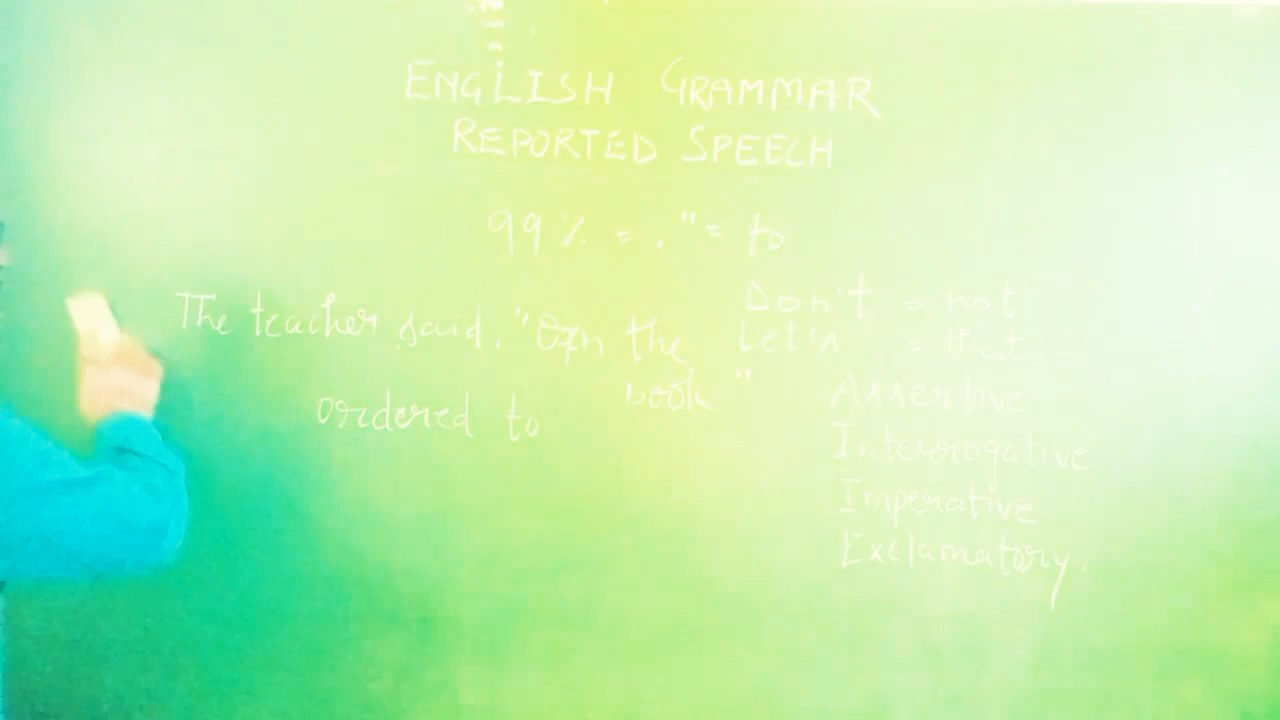 ENGLISH GRAMMAR
REPORTED SPEECH
99% = , " = to
Don't = not
The teacher said, "Open the
Let's = that
book"
ordered to
Assertive
Interrogative
Imperative
Exclamatory.